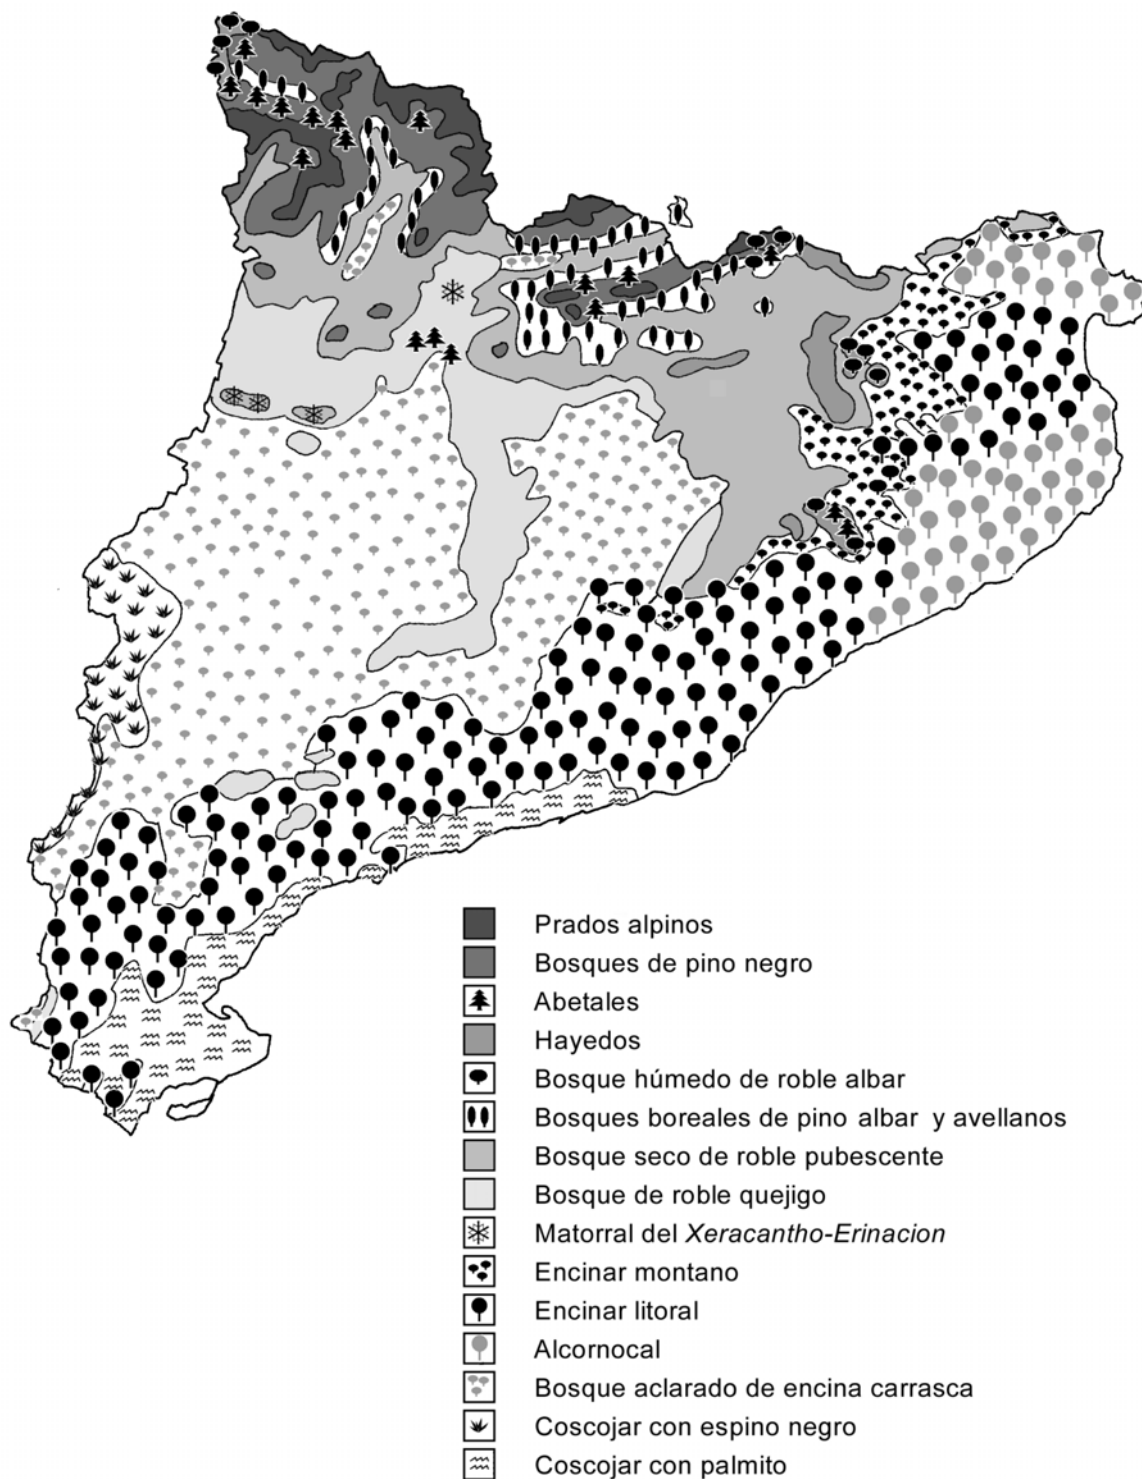 Prados alpinos
Bosques de pino negro
Abetales
Hayedos
Bosque húmedo de roble albar
Bosques boreales de pino albar y avellanos
Bosque seco de roble pubescente
Bosque de roble quejigo
Matorral del Xeracantho-Erinacion
Encinar montano
Encinar litoral
Alcornocal
Bosque aclarado de encina carrasca
Coscojar con espino negro
Coscojar con palmito